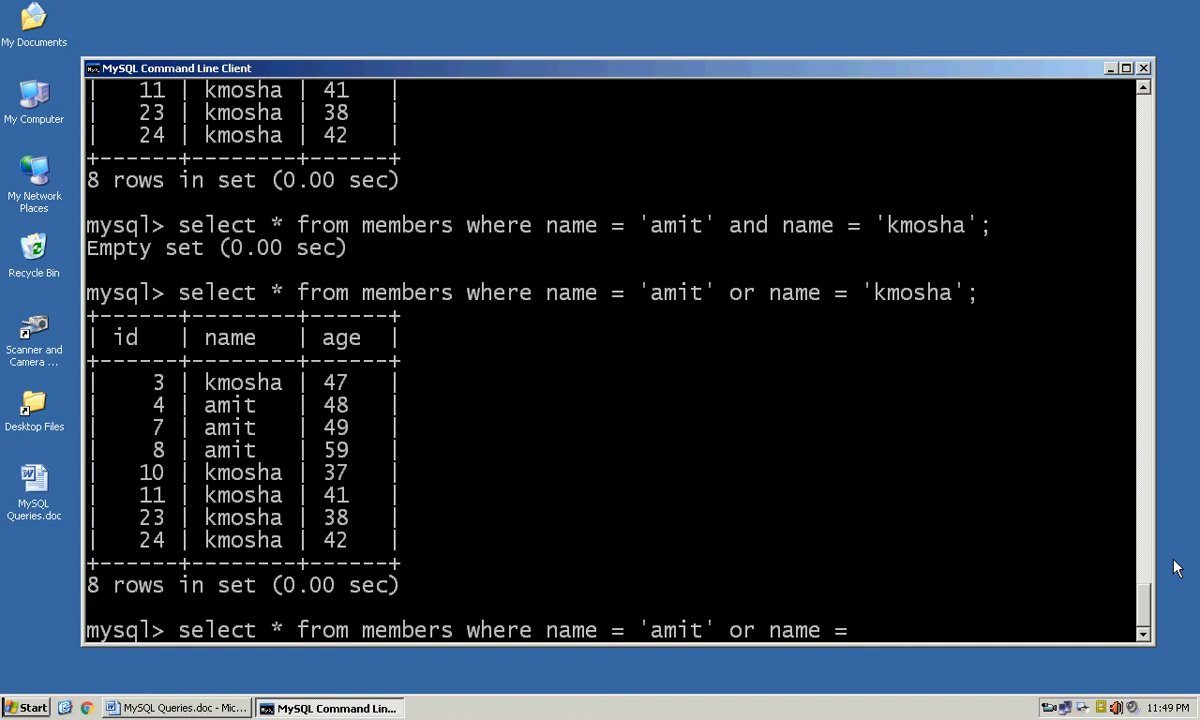 My Documents
My Computer
My Network
Places
Recycle Bin
Scanner and
Camera ...
Desktop Files
MySQL
Queries.doc
MySQL Command Line Client
|    11 | kmosha | 41   |
|    23 | kmosha | 38   |
|    24 | kmosha | 42   |
+------+--------+------+
8 rows in set (0.00 sec)
mysql> select * from members where name = 'amit' and name = 'kmosha';
Empty set (0.00 sec)
mysql> select * from members where name = 'amit' or name = 'kmosha';
+------+--------+------+
| id   | name   | age  |
+------+--------+------+
|    3 | kmosha | 47   |
|    4 | amit   | 48   |
|    7 | amit   | 49   |
|    8 | amit   | 59   |
|   10 | kmosha | 37   |
|   11 | kmosha | 41   |
|   23 | kmosha | 38   |
|   24 | kmosha | 42   |
+------+--------+------+
8 rows in set (0.00 sec)
mysql> select * from members where name = 'amit' or name =
Start
MySQL Queries.doc - Mic...
MySQL Command Lin...
11:49 PM